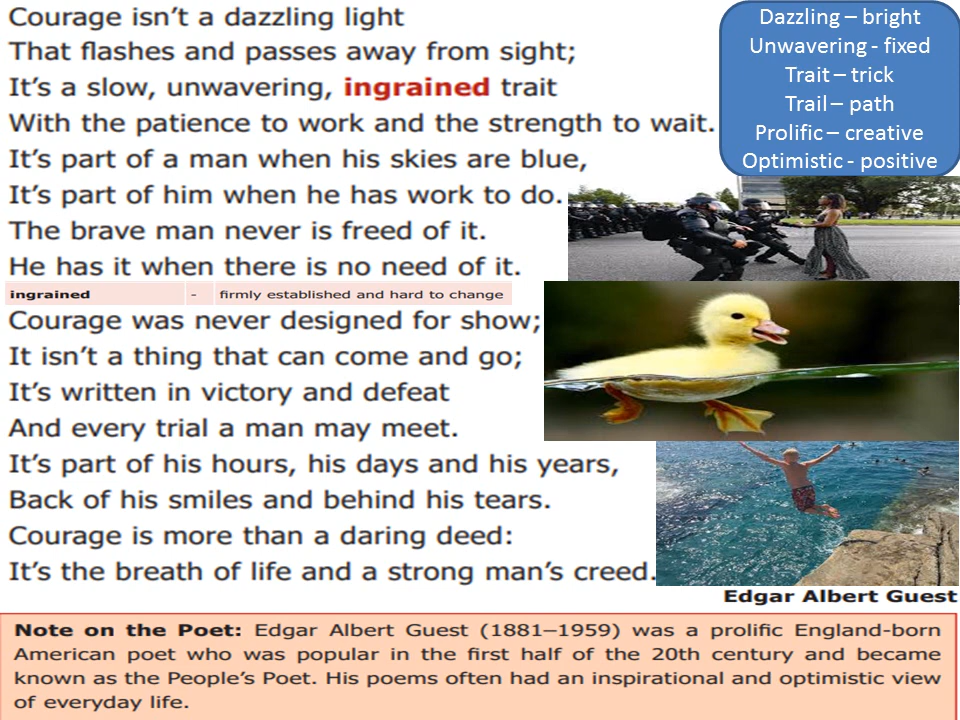 Courage isn't a dazzling light
That flashes and passes away from sight;
It's a slow, unwavering, ingrained trait
With the patience to work and the strength to wait.
It's part of a man when his skies are blue,
It's part of him when he has work to do.
The brave man never is freed of it.
He has it when there is no need of it.
ingrained - firmly established and hard to change
Courage was never designed for show;
It isn't a thing that can come and go;
It's written in victory and defeat
And every trial a man may meet.
It's part of his hours, his days and his years,
Back of his smiles and behind his tears.
Courage is more than a daring deed:
It's the breath of life and a strong man's creed.
Edgar Albert Guest
Dazzling – bright
Unwavering - fixed
Trait – trick
Trail – path
Prolific – creative
Optimistic - positive
Note on the Poet: Edgar Albert Guest (1881–1959) was a prolific England-born
American poet who was popular in the first half of the 20th century and became
known as the People's Poet. His poems often had an inspirational and optimistic view
of everyday life.